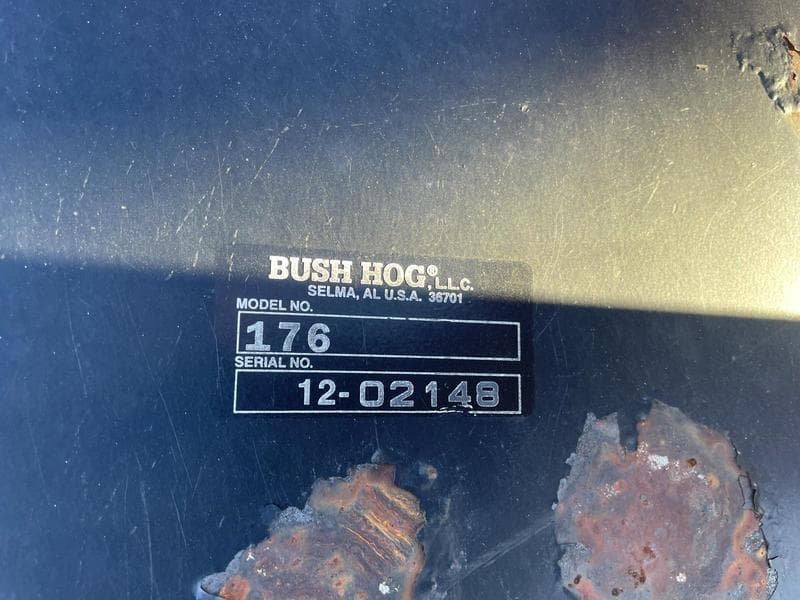 BUSH HOG®, L.L.C.
SELMA, AL U.S.A. 36701
MODEL NO.
176
SERIAL NO.
12-02148